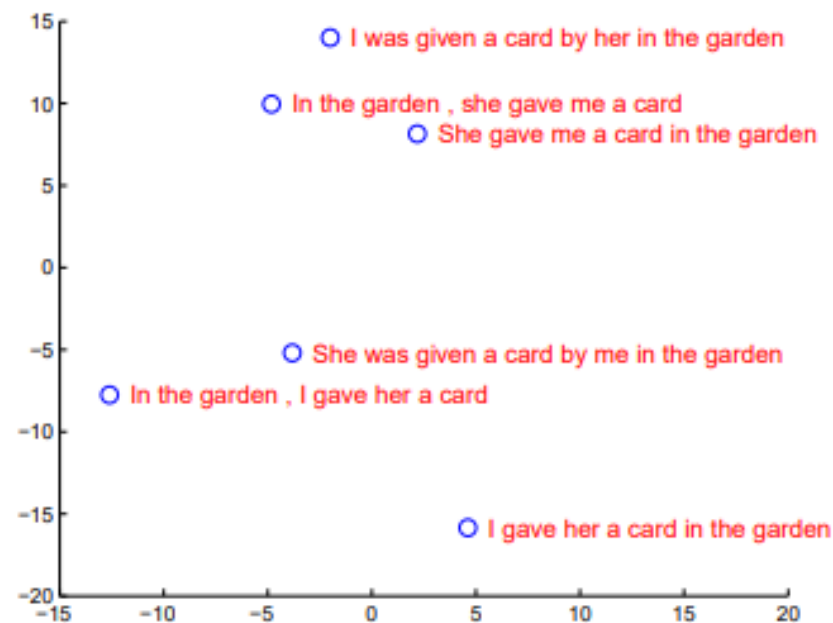 15
I was given a card by her in the garden
10
In the garden , she gave me a card
She gave me a card in the garden
5
0
−5
She was given a card by me in the garden
In the garden , I gave her a card
−10
−15
I gave her a card in the garden
−20
−15 −10 −5 0 5 10 15 20